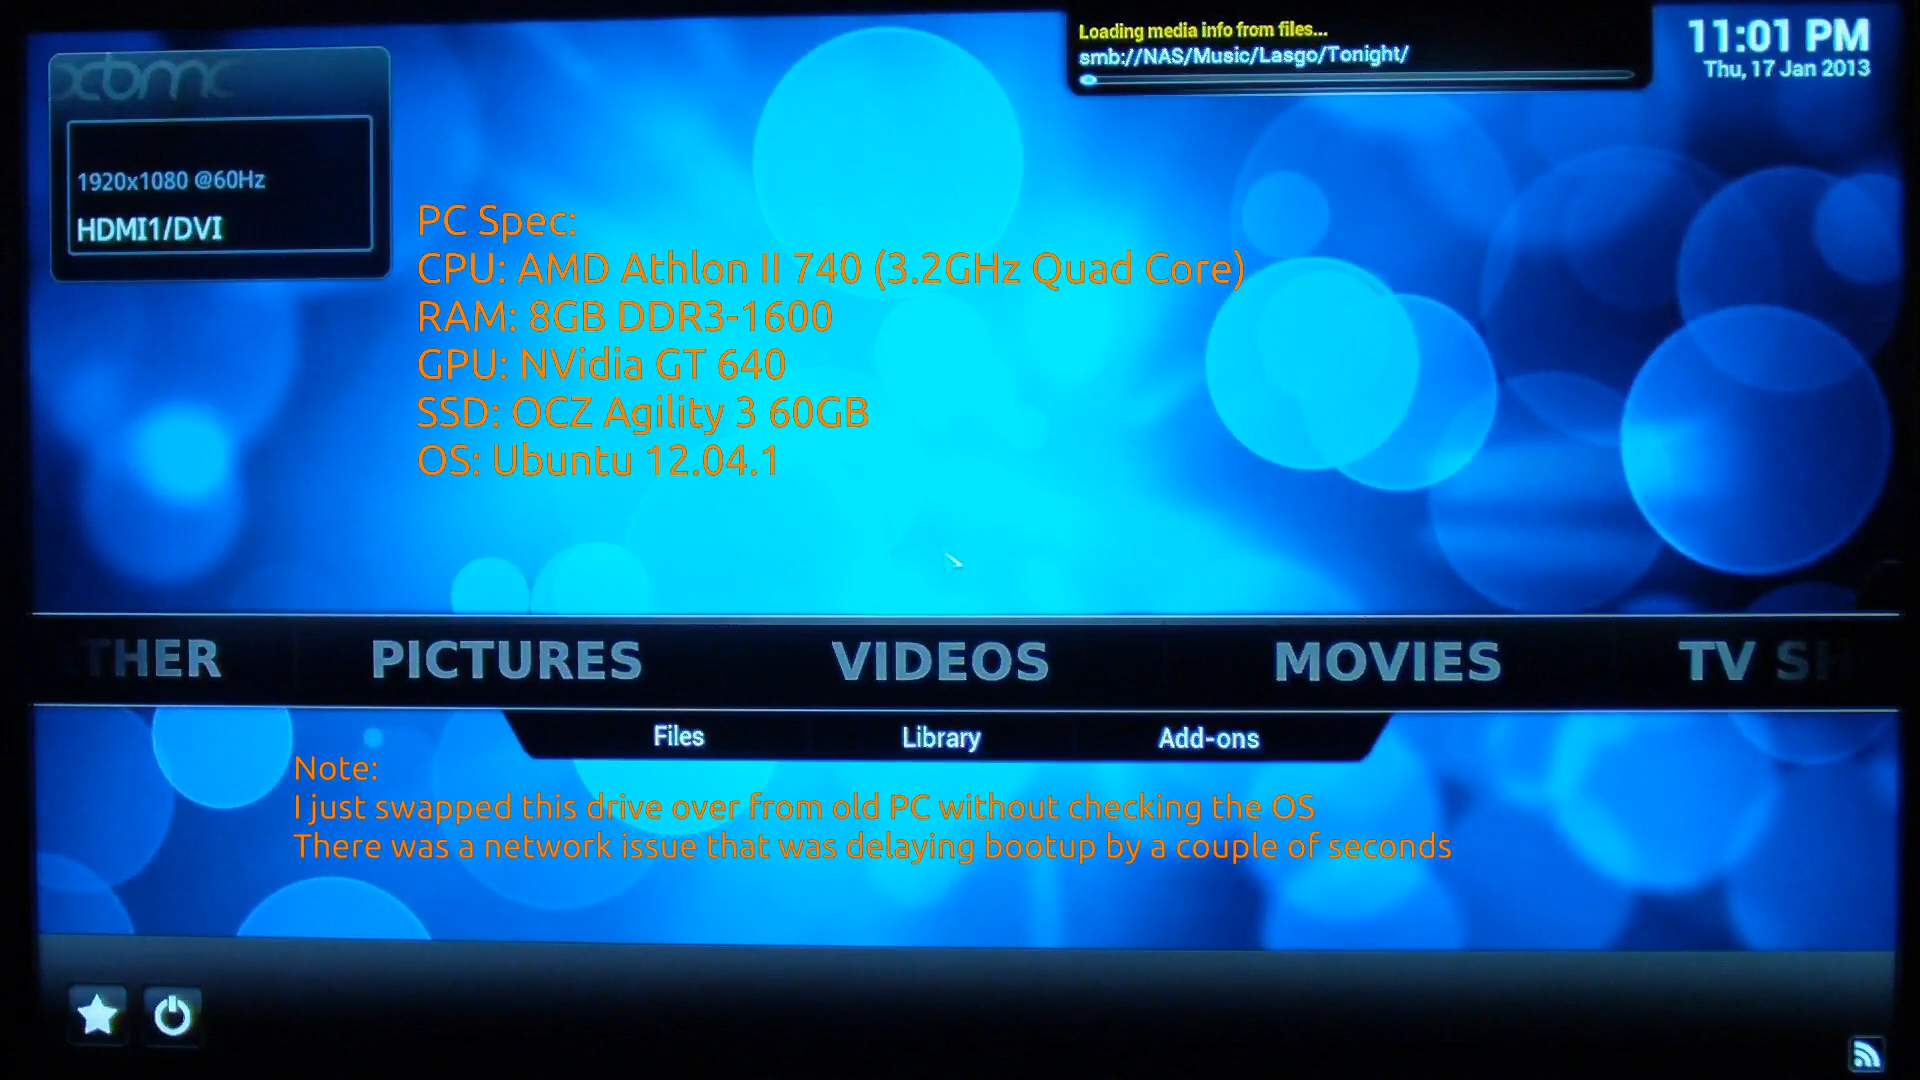 xbmc
1920x1080 @60Hz
HDMI1/DVI
Loading media info from files...
smb://NAS/Music/Lasgo/Tonight/
11:01 PM
Thu, 17 Jan 2013
PC Spec:
CPU: AMD Athlon II 740 (3.2GHz Quad Core)
RAM: 8GB DDR3-1600
GPU: NVidia GT 640
SSD: OCZ Agility 3 60GB
OS: Ubuntu 12.04.1
THER PICTURES VIDEOS MOVIES TV SH
Files Library Add-ons
Note:
I just swapped this drive over from old PC without checking the OS
There was a network issue that was delaying bootup by a couple of seconds